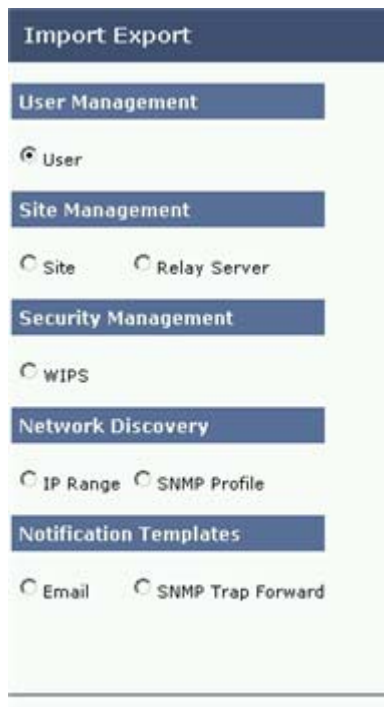 Import Export
User Management
User
Site Management
Site Relay Server
Security Management
WIPS
Network Discovery
IP Range SNMP Profile
Notification Templates
Email SNMP Trap Forward